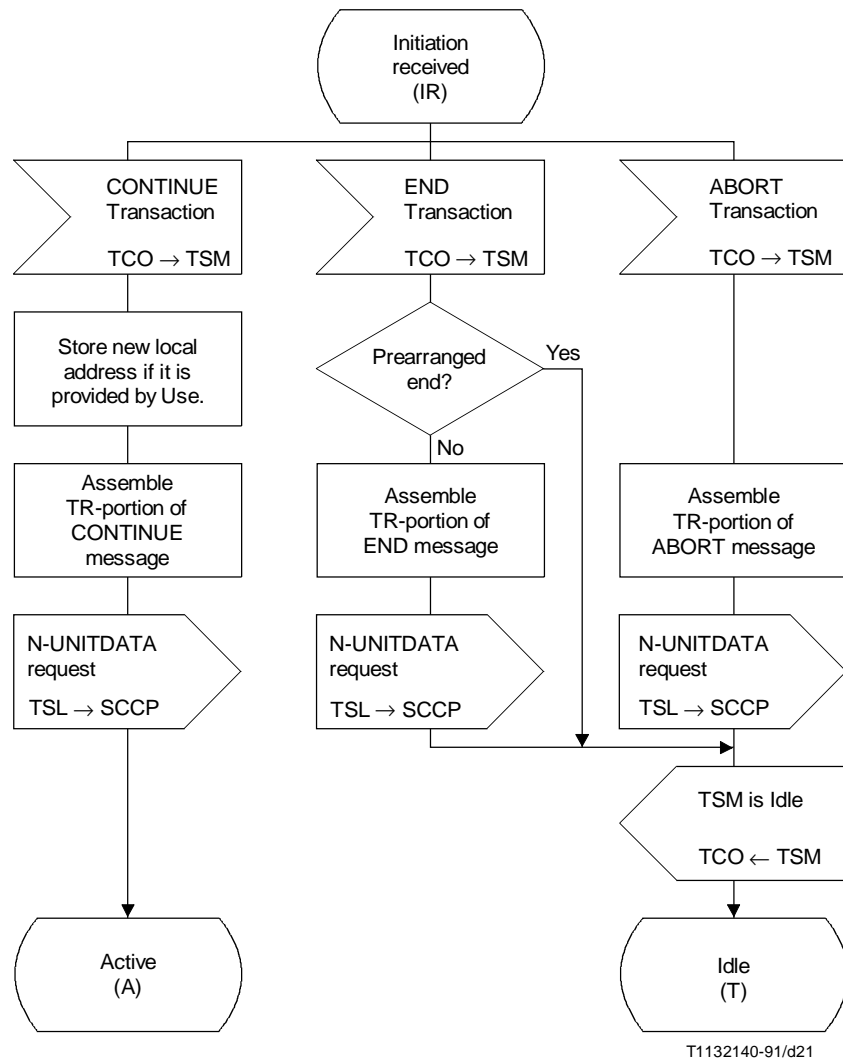 Initiation
received
(IR)
CONTINUE
Transaction
TCO → TSM
END
Transaction
TCO → TSM
ABORT
Transaction
TCO → TSM
Store new local
address if it is
provided by Use.
Prearranged
end?
Yes
No
Assemble
TR-portion of
CONTINUE
message
Assemble
TR-portion of
END message
Assemble
TR-portion of
ABORT message
N-UNITDATA
request
TSL → SCCP
N-UNITDATA
request
TSL → SCCP
N-UNITDATA
request
TSL → SCCP
TSM is Idle
TCO ← TSM
Active
(A)
Idle
(T)
T1132140-91/d21